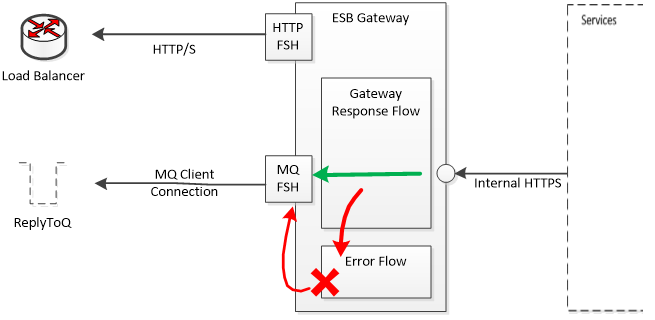 ESB Gateway
Services
HTTP
FSH
HTTP/S
Load Balancer
Gateway
Response Flow
MQ
FSH
MQ Client
Connection
Internal HTTPS
ReplyToQ
Error Flow